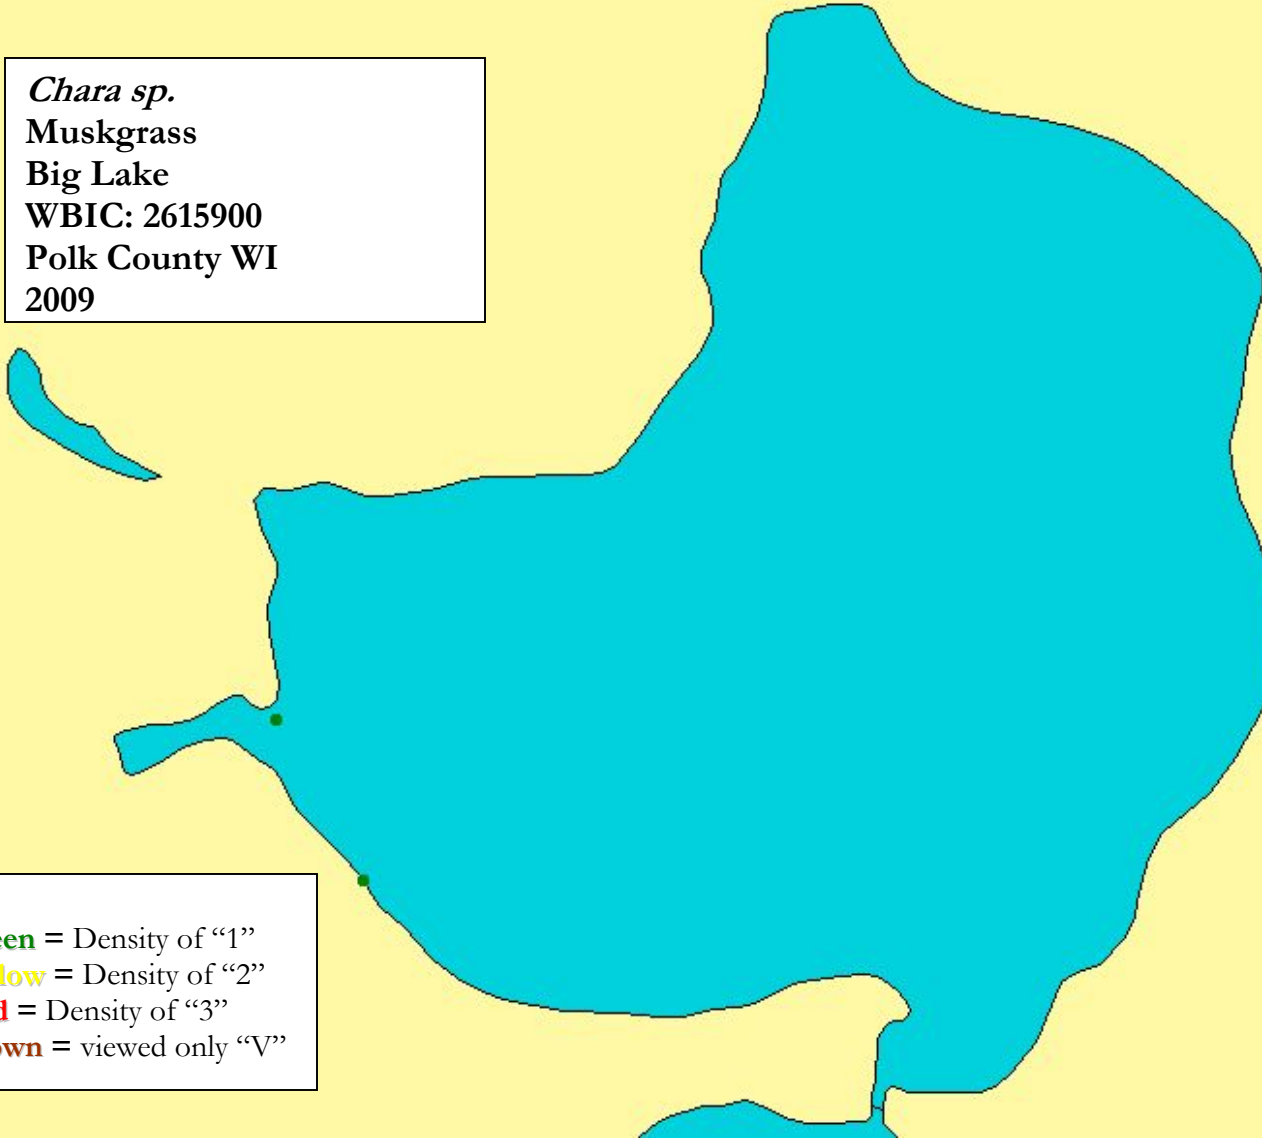 Chara sp.
Muskgrass
Big Lake
WBIC: 2615900
Polk County WI
2009
een = Density of “1”
low = Density of “2”
d = Density of “3”
own = viewed only “V”